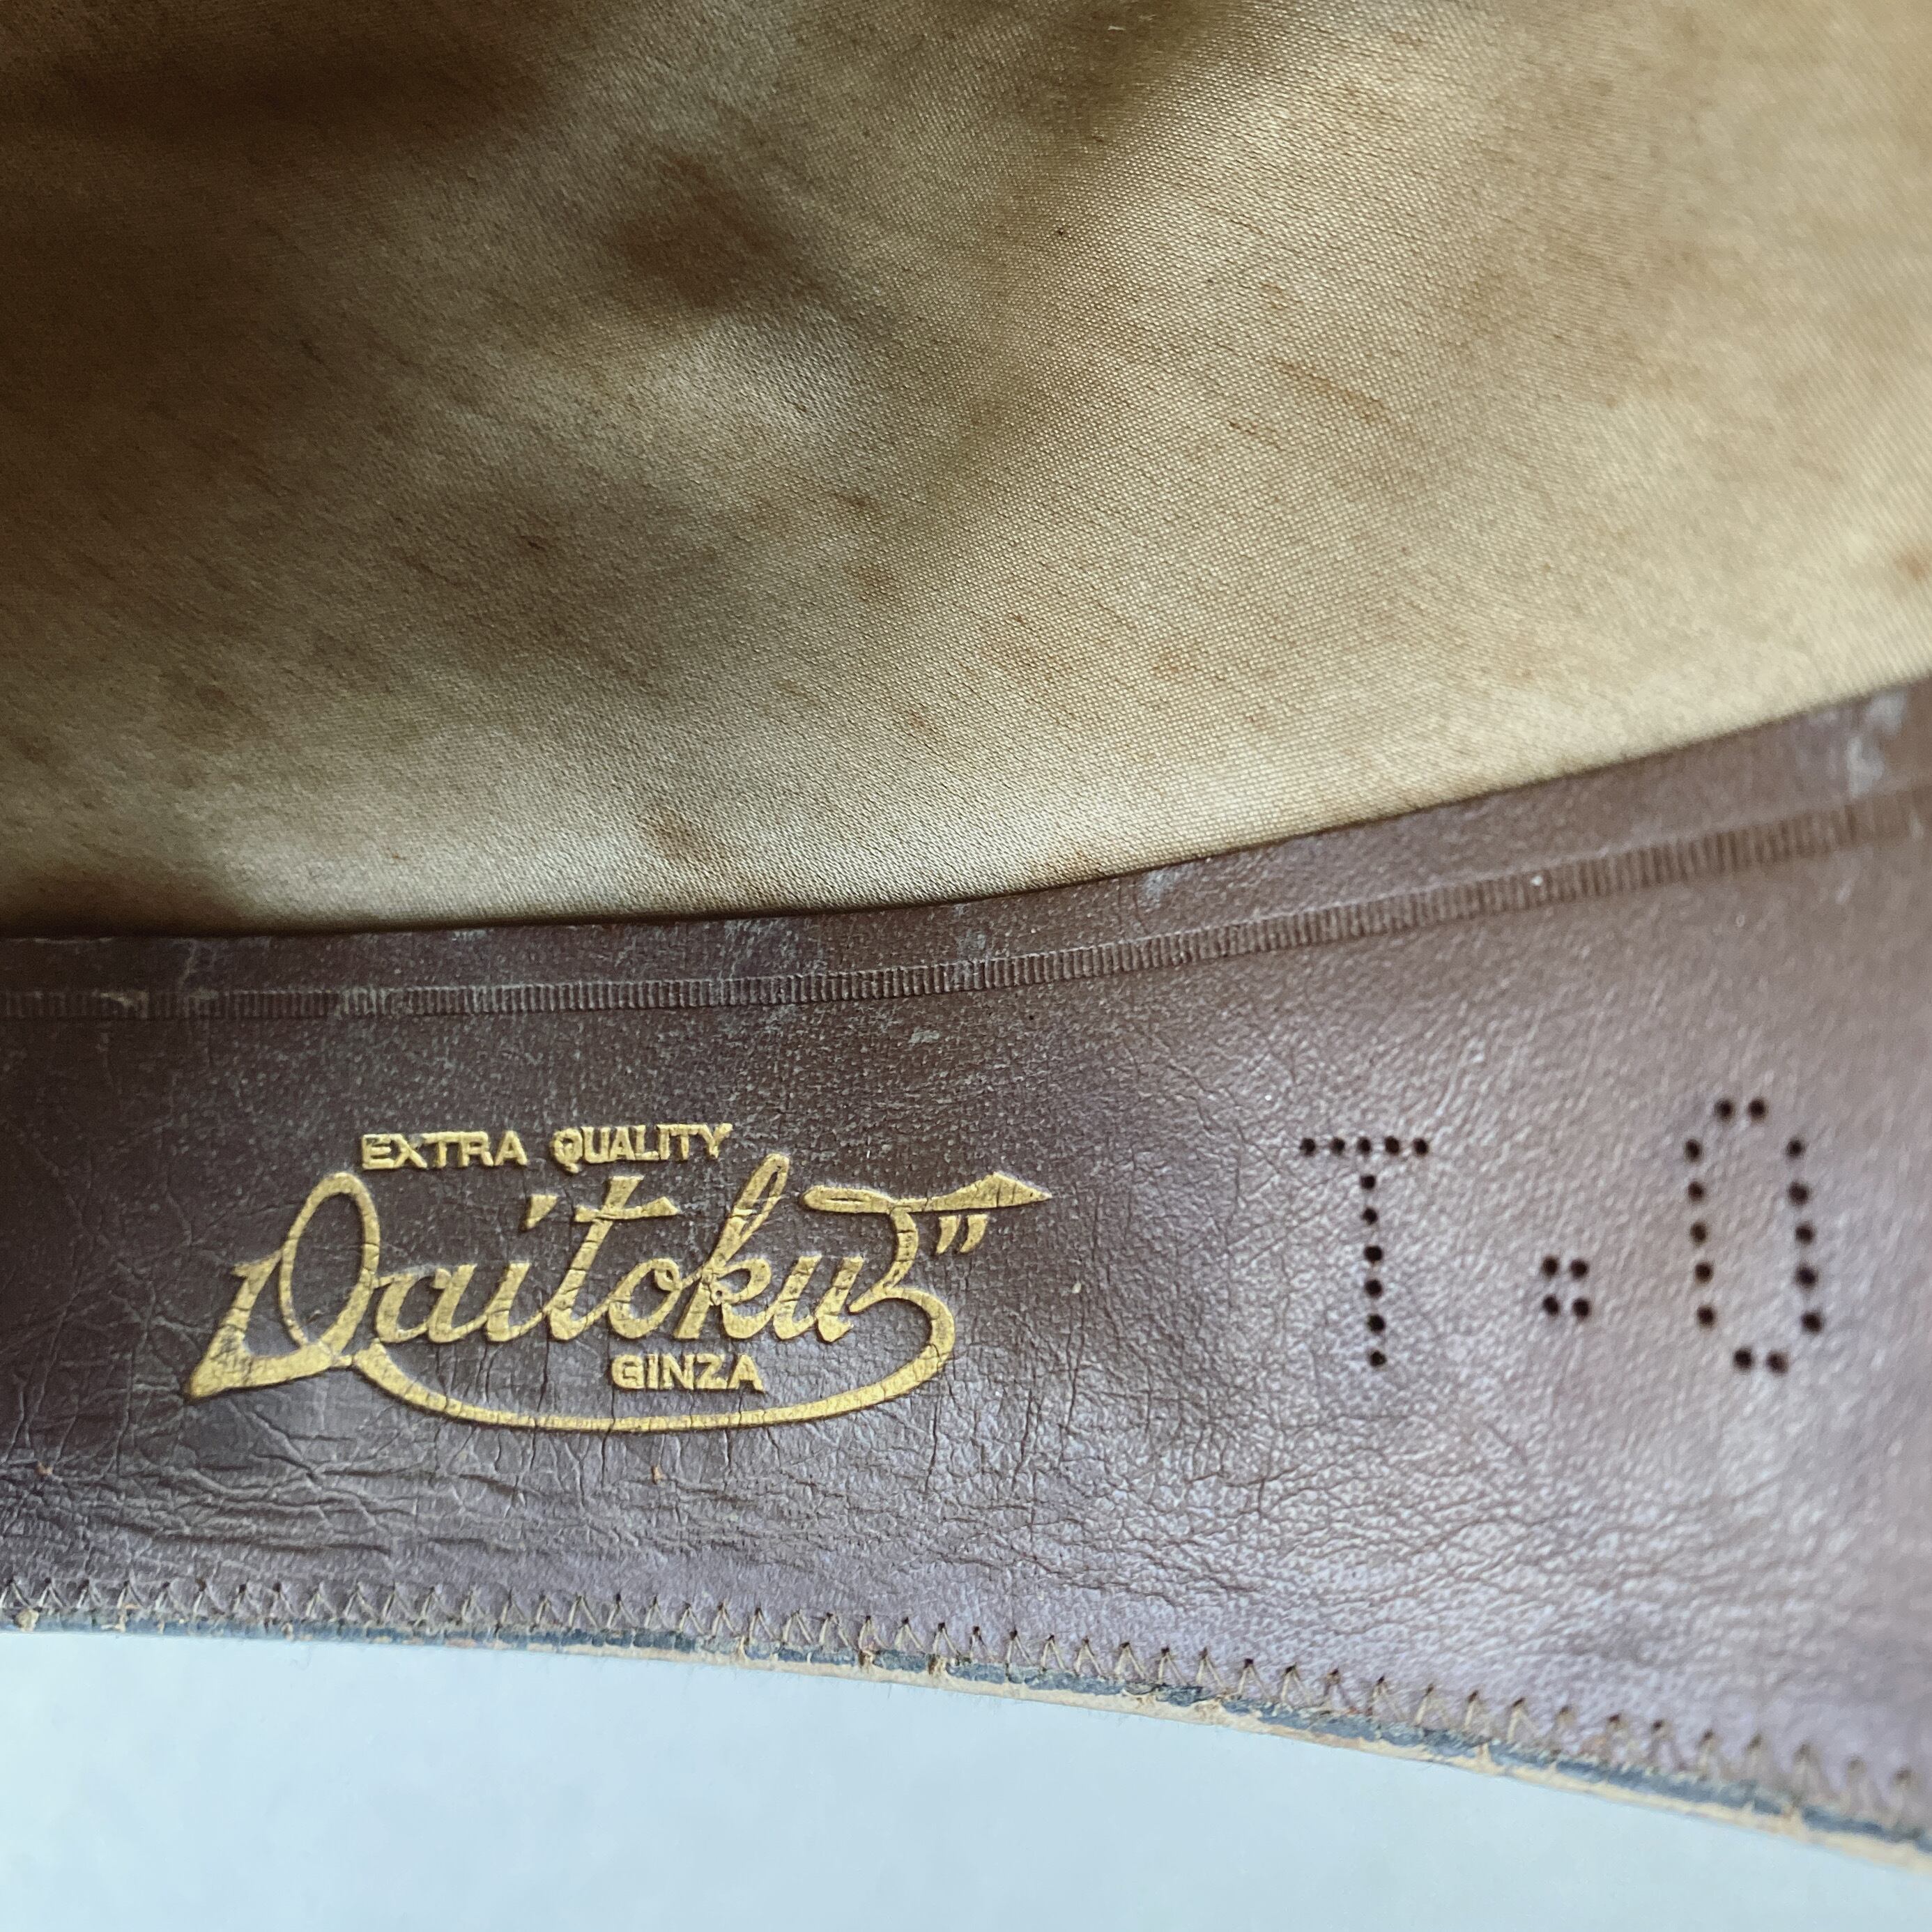 EXTRA QUALITY
Daitoku
GINZA
T.O